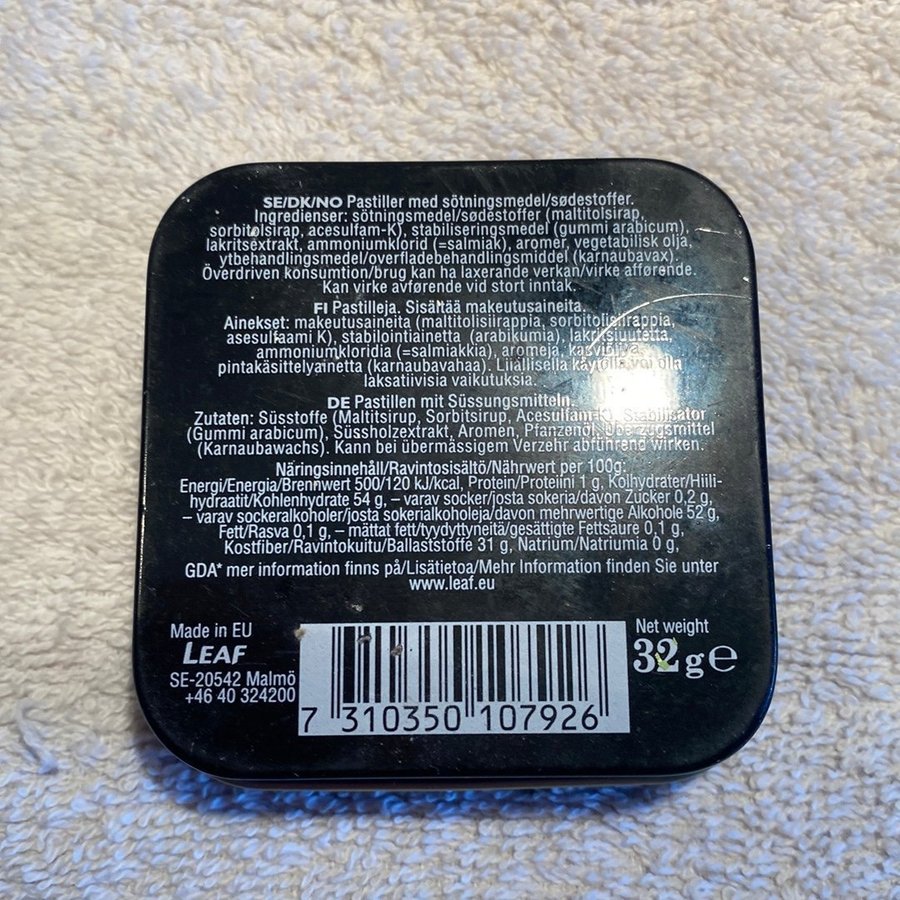 SE/DK/NO Pastiller med sötningsmedel/sødestoffer.
Ingredienser: sötningsmedel/sødestoffer (maltitolsirap,
sorbitolsirap, acesulfam-K), stabiliseringsmedel (gummi arabicum),
lakritsextrakt, ammoniumklorid (=salmiak), aromer, vegetabilisk olja,
ytbehandlingsmedel/overfladebehandlingsmiddel (karnaubavax).
Överdriven konsumtion/brug kan ha laxerande verkan/virke afførende.
Kan virke avførende vid stort inntak.
FI Pastilleja. Sisältää makeutusaineita.
Ainekset: makeutusaineita (maltitolisiirappia, sorbitolisiirappia,
asesulfaami K), stabilointiainetta (arabikumia), lakritsiuutetta,
ammoniumkloridia (=salmiakkia), aromeja, kasviöljyä,
pintakäsittelyainetta (karnaubavahaa). Liiallisella käytöllä voi olla
laksatiivisia vaikutuksia.
DE Pastillen mit Süssungsmitteln.
Zutaten: Süsstoffe (Maltitsirup, Sorbitsirup, Acesulfam-K), Stabilisator
(Gummi arabicum), Süssholzextrakt, Aromen, Pfanzenöl, Überzugsmittel
(Karnaubawachs). Kann bei übermässigem Verzehr abführend wirken.
Näringsinnehåll/Ravintosisältö/Nährwert per 100g:
Energi/Energia/Brennwert 500/120 kJ/kcal, Protein/Proteiini 1 g, Kolhydrater/Hiili-
hydraatit/Kohlenhydrate 54 g, – varav socker/josta sokeria/davon Zucker 0,2 g,
– varav sockeralkoholer/josta sokerialkoholeja/davon mehrwertige Alkohole 52 g,
Fett/Rasva 0,1 g, – mättat fett/tyydyttyneitä/gesättigte Fettsäure 0,1 g,
Kostfiber/Ravintokuitu/Ballaststoffe 31 g, Natrium/Natriumia 0 g,
GDA* mer information finns på/Lisätietoa/Mehr Information finden Sie unter
www.leaf.eu
Made in EU
LEAF
SE-20542 Malmö
+46 40 324200
7 310350 107926
Net weight
32 g e